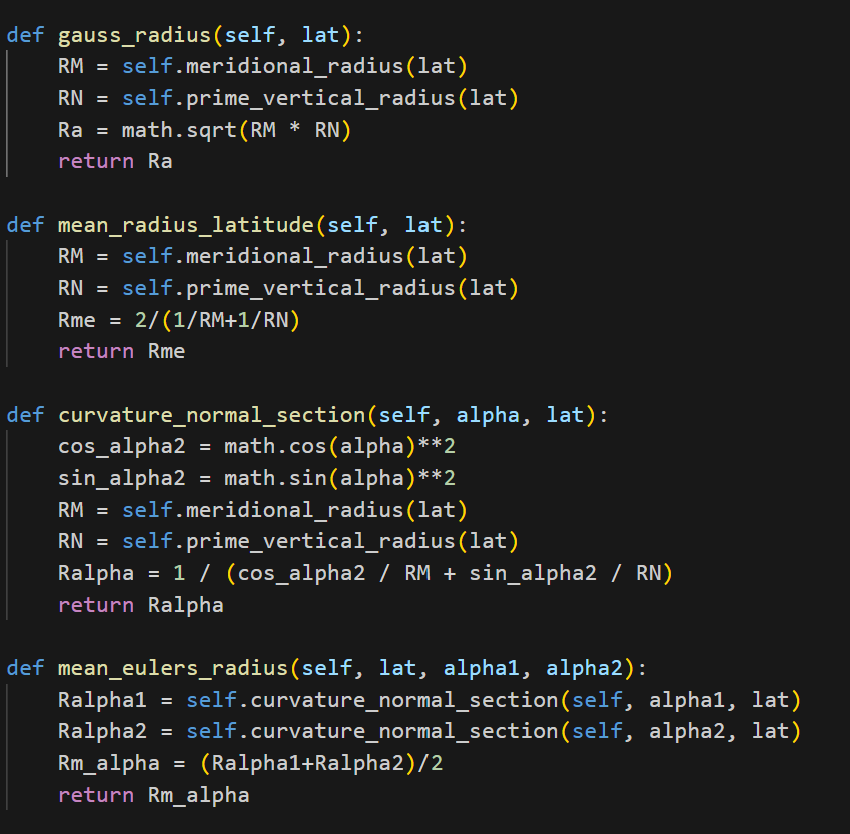 def gauss_radius(self, lat):
    RM = self.meridional_radius(lat)
    RN = self.prime_vertical_radius(lat)
    Ra = math.sqrt(RM * RN)
    return Ra

def mean_radius_latitude(self, lat):
    RM = self.meridional_radius(lat)
    RN = self.prime_vertical_radius(lat)
    Rme = 2/(1/RM+1/RN)
    return Rme

def curvature_normal_section(self, alpha, lat):
    cos_alpha2 = math.cos(alpha)**2
    sin_alpha2 = math.sin(alpha)**2
    RM = self.meridional_radius(lat)
    RN = self.prime_vertical_radius(lat)
    Ralpha = 1 / (cos_alpha2 / RM + sin_alpha2 / RN)
    return Ralpha

def mean_eulers_radius(self, lat, alpha1, alpha2):
    Ralpha1 = self.curvature_normal_section(self, alpha1, lat)
    Ralpha2 = self.curvature_normal_section(self, alpha2, lat)
    Rm_alpha = (Ralpha1+Ralpha2)/2
    return Rm_alpha